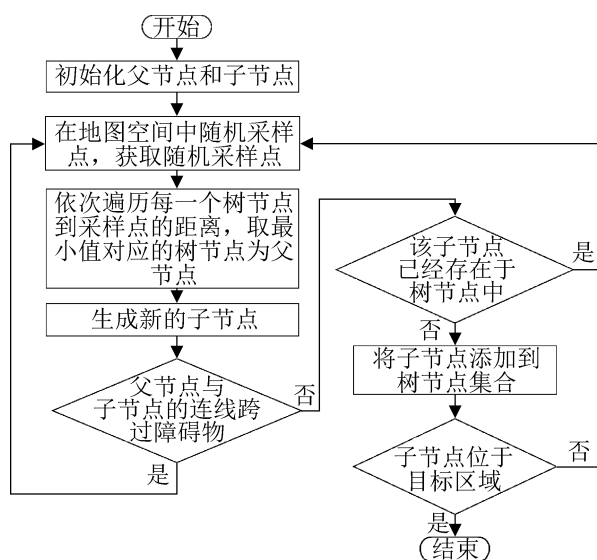 开始
初始化父节点和子节点
在地图空间中随机采样
点，获取随机采样点
依次遍历每一个树节点
到采样点的距离，取最
小值对应的树节点为父
节点
生成新的子节点
父节点与
子节点的连线跨
过障碍物
否
是
该子节点
已经存在于
树节点中
是
否
将子节点添加到
树节点集合
子节点位于
目标区域
否
是
结束